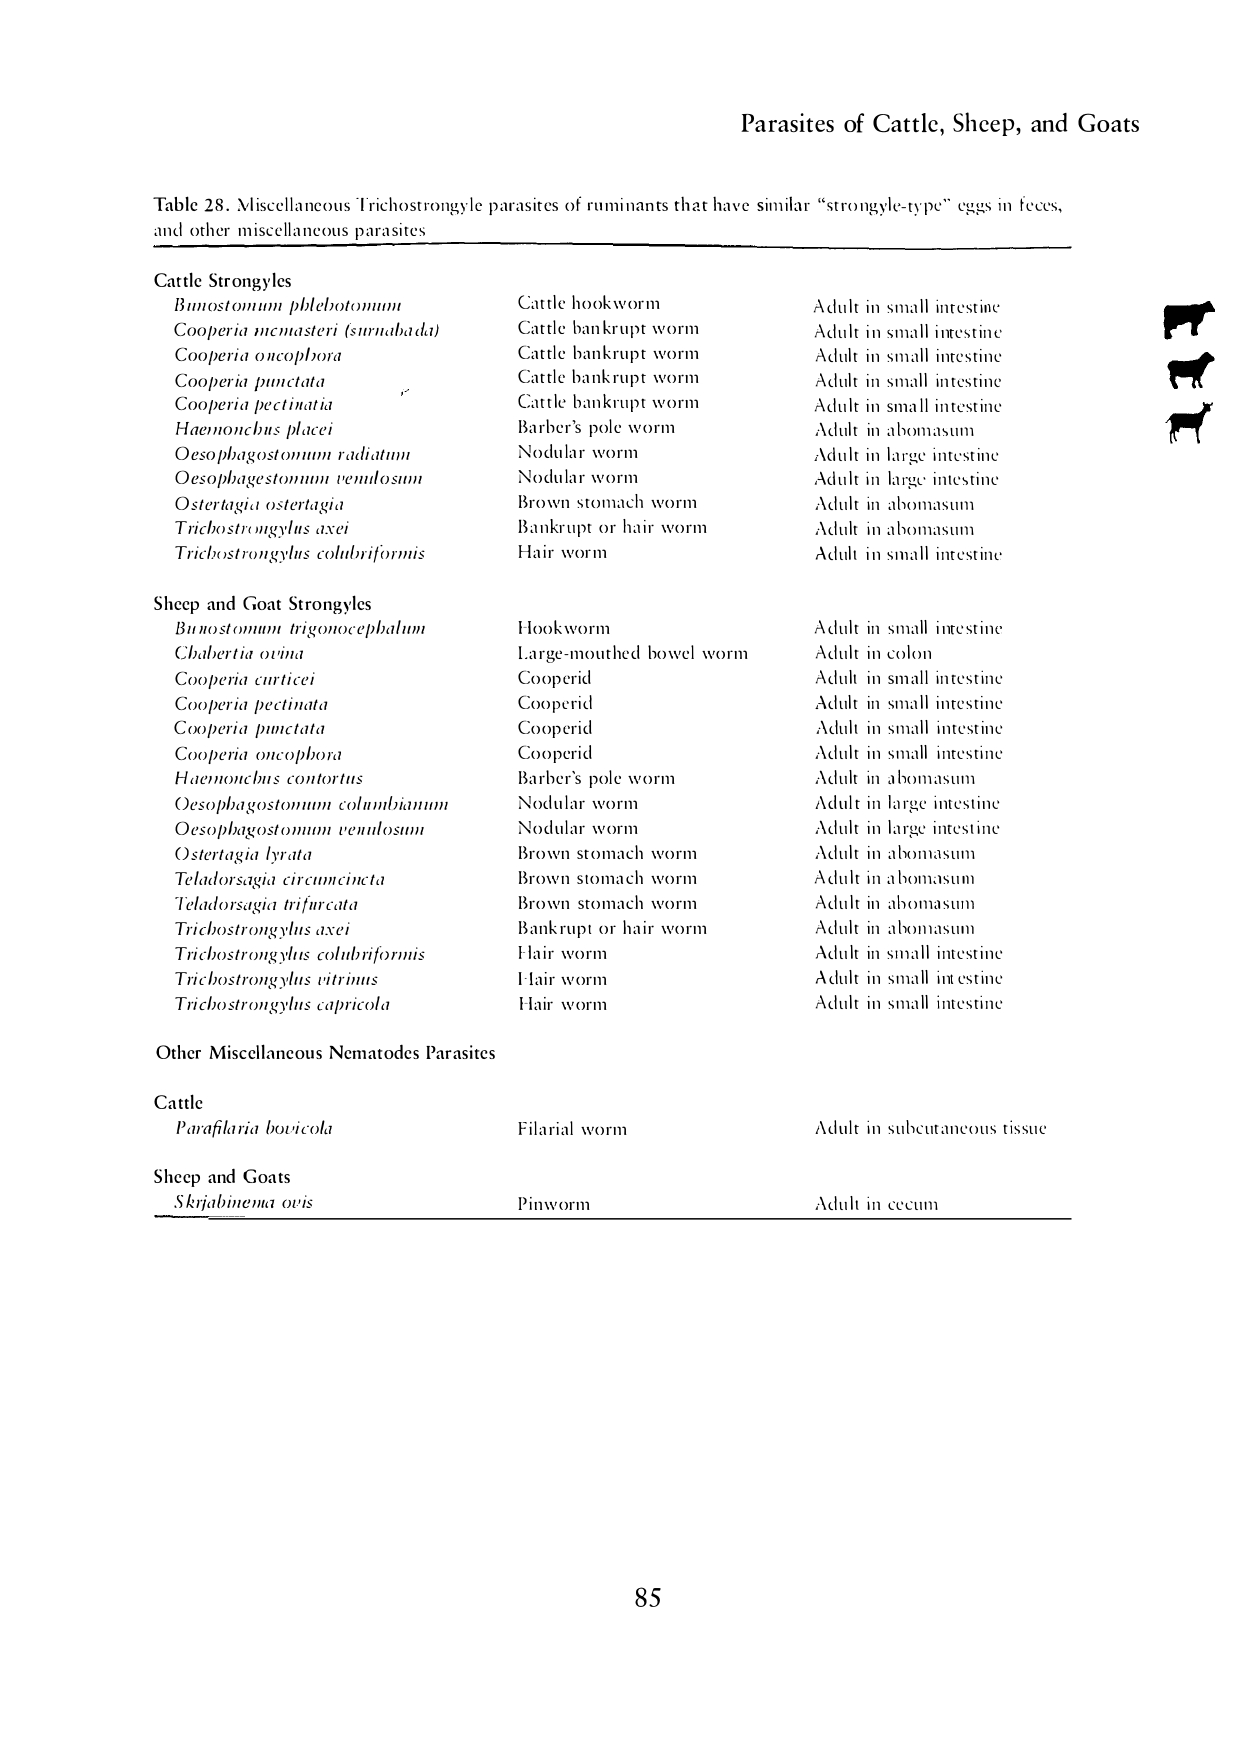 Parasites of Cattle, Sheep, and Goats
Table 28. Miscellaneous Trichostrongyle parasites of ruminants that have similar “strongyle-type” eggs in feces,
and other miscellaneous parasites
Cattle Strongyles
Bunostomum phlebotomum Cattle hookworm Adult in small intestine
Cooperia mcmasteri (surnabada) Cattle bankrupt worm Adult in small intestine
Cooperia oncophora Cattle bankrupt worm Adult in small intestine
Cooperia punctata Cattle bankrupt worm Adult in small intestine
Cooperia pectinatia Cattle bankrupt worm Adult in small intestine
Haemonchus placei Barber’s pole worm Adult in abomasum
Oesophagostomum radiatum Nodular worm Adult in large intestine
Oesophagestomum venulosum Nodular worm Adult in large intestine
Ostertagia ostertagia Brown stomach worm Adult in abomasum
Trichostrongylus axei Bankrupt or hair worm Adult in abomasum
Trichostrongylus colubriformis Hair worm Adult in small intestine
Sheep and Goat Strongyles
Bunostomum trigonocephalum Hookworm Adult in small intestine
Chabertia ovina Large-mouthed bowel worm Adult in colon
Cooperia curticei Cooperid Adult in small intestine
Cooperia pectinata Cooperid Adult in small intestine
Cooperia punctata Cooperid Adult in small intestine
Cooperia oncophora Cooperid Adult in small intestine
Haemonchus contortus Barber’s pole worm Adult in abomasum
Oesophagostomum columbianum Nodular worm Adult in large intestine
Oesophagostomum venulosum Nodular worm Adult in large intestine
Ostertagia lyrata Brown stomach worm Adult in abomasum
Teladorsagia circumcincta Brown stomach worm Adult in abomasum
Teladorsagia trifurcata Brown stomach worm Adult in abomasum
Trichostrongylus axei Bankrupt or hair worm Adult in abomasum
Trichostrongylus colubriformis Hair worm Adult in small intestine
Trichostrongylus vitrinus Hair worm Adult in small intestine
Trichostrongylus capricola Hair worm Adult in small intestine
Other Miscellaneous Nematodes Parasites
Cattle
Parafilaria bovicola Filarial worm Adult in subcutaneous tissue
Sheep and Goats
Skrjabinema ovis Pinworm Adult in cecum
85